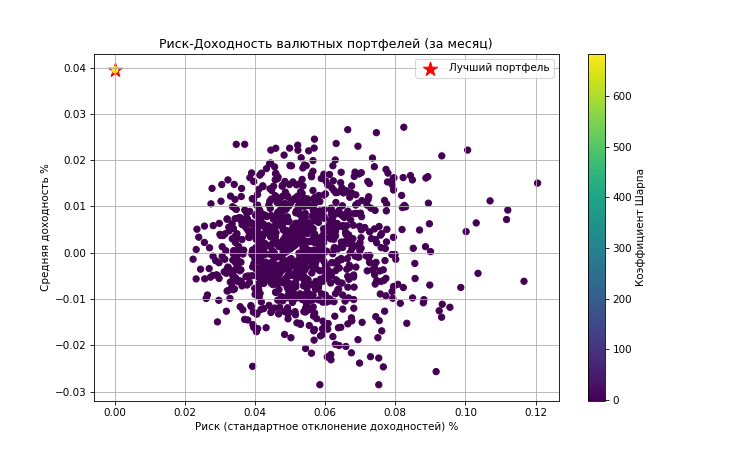 Риск-Доходность валютных портфелей (за месяц)
Лучший портфель
Средняя доходность %
0.04
0.03
0.02
0.01
0.00
−0.01
−0.02
−0.03
0.00 0.02 0.04 0.06 0.08 0.10 0.12
Риск (стандартное отклонение доходностей) %
600
500
400
300
200
100
0
Коэффициент Шарпа